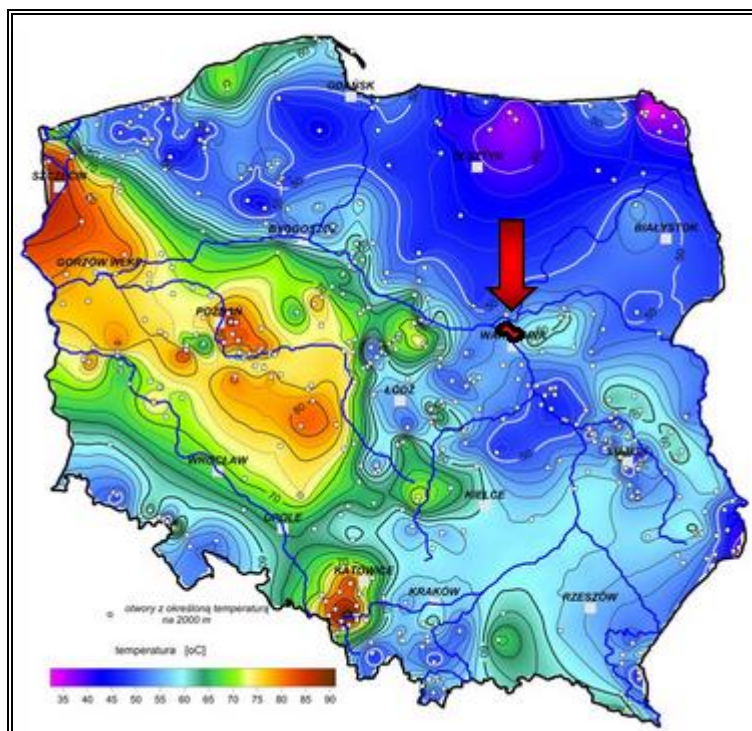 GDAŃSK
OLSZTYN
SZCZECIN
BIAŁYSTOK
BYDGOSZCZ
GORZÓW WLKP.
POZNAŃ
ŁÓDŹ
WROCŁAW
KIELCE
OPOLE
KATOWICE
KRAKÓW
RZESZÓW
otwory z określoną temperaturą
na 2000 m
temperatura [oC]
35 40 45 50 55 60 65 70 75 80 85 90